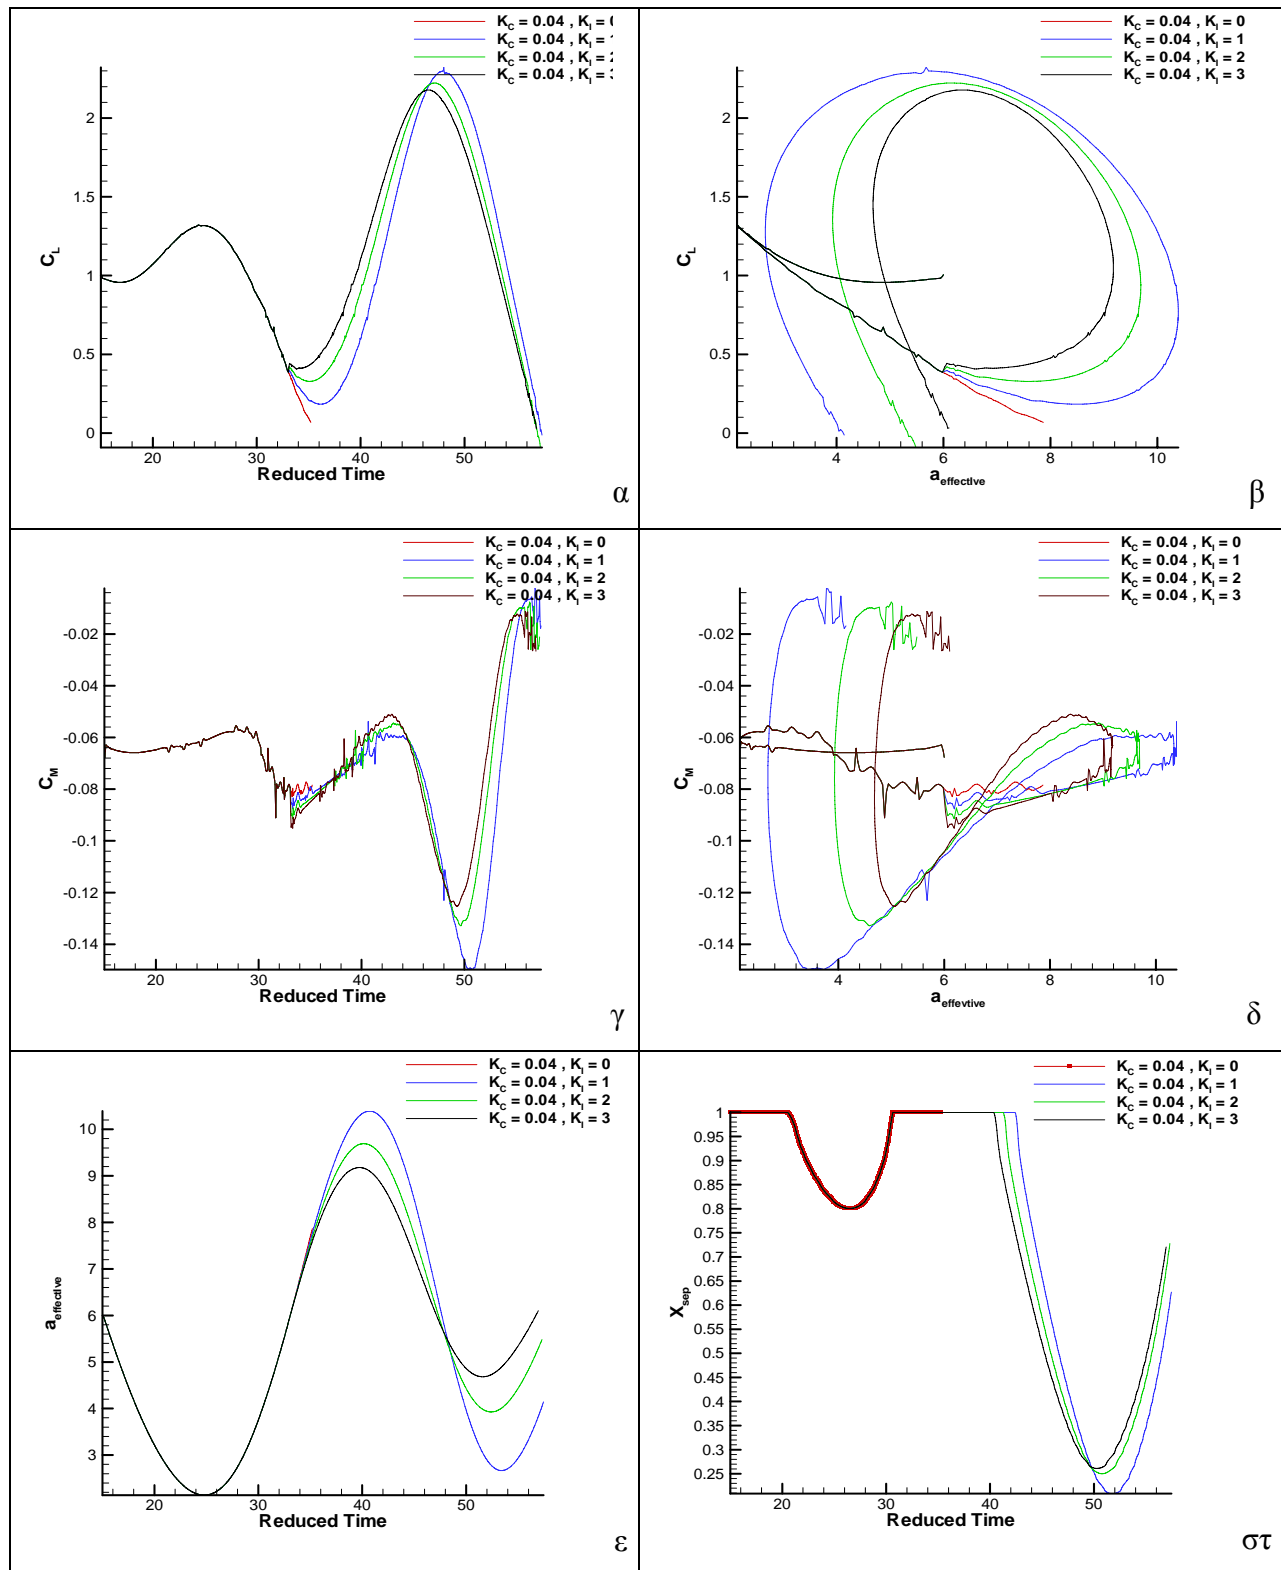 K_C = 0.04 , K_I = 0
K_C = 0.04 , K_I = 1
K_C = 0.04 , K_I = 2
K_C = 0.04 , K_I = 3
C_L
2
1.5
1
0.5
0
20 30 40 50
Reduced Time
α
K_C = 0.04 , K_I = 0
K_C = 0.04 , K_I = 1
K_C = 0.04 , K_I = 2
K_C = 0.04 , K_I = 3
C_L
2
1.5
1
0.5
0
4 6 8 10
a_effective
β
K_C = 0.04 , K_I = 0
K_C = 0.04 , K_I = 1
K_C = 0.04 , K_I = 2
K_C = 0.04 , K_I = 3
C_M
-0.02
-0.04
-0.06
-0.08
-0.1
-0.12
-0.14
20 30 40 50
Reduced Time
γ
K_C = 0.04 , K_I = 0
K_C = 0.04 , K_I = 1
K_C = 0.04 , K_I = 2
K_C = 0.04 , K_I = 3
C_M
-0.02
-0.04
-0.06
-0.08
-0.1
-0.12
-0.14
4 6 8 10
a_effevtive
δ
K_C = 0.04 , K_I = 0
K_C = 0.04 , K_I = 1
K_C = 0.04 , K_I = 2
K_C = 0.04 , K_I = 3
a_effective
10
9
8
7
6
5
4
3
20 30 40 50
Reduced Time
ε
K_C = 0.04 , K_I = 0
K_C = 0.04 , K_I = 1
K_C = 0.04 , K_I = 2
K_C = 0.04 , K_I = 3
X_sep
1
0.95
0.9
0.85
0.8
0.75
0.7
0.65
0.6
0.55
0.5
0.45
0.4
0.35
0.3
0.25
20 30 40 50
Reduced Time
στ